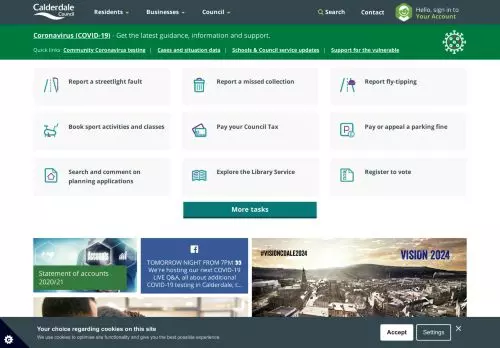 Calderdale
Council
Residents
Businesses
Council
Search
Contact
Hello, sign in to
Your Account
Coronavirus (COVID-19) - Get the latest guidance, information and support.
Quick links: Community Coronavirus testing | Cases and situation data | Schools & Council service updates | Support for the vulnerable
Report a streetlight fault
Report a missed collection
Report fly-tipping
Book sport activities and classes
Pay your Council Tax
Pay or appeal a parking fine
Search and comment on
planning applications
Explore the Library Service
Register to vote
More tasks
Accounts
Statement of accounts
2020/21
TOMORROW NIGHT FROM 7PM
We're hosting our next COVID-19
LIVE Q&A, all about additional
COVID-19 testing in Calderdale, t...
#VISIONCDALE2024
VISION 2024
Your choice regarding cookies on this site
We use cookies to optimise site functionality and give you the best possible experience.
Accept
Settings